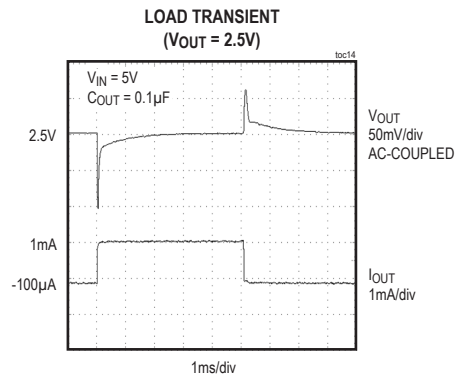 LOAD TRANSIENT
(VOUT = 2.5V)
toc14
VIN = 5V
COUT = 0.1µF
VOUT
50mV/div
AC-COUPLED
2.5V
1mA
-100µA
IOUT
1mA/div
1ms/div